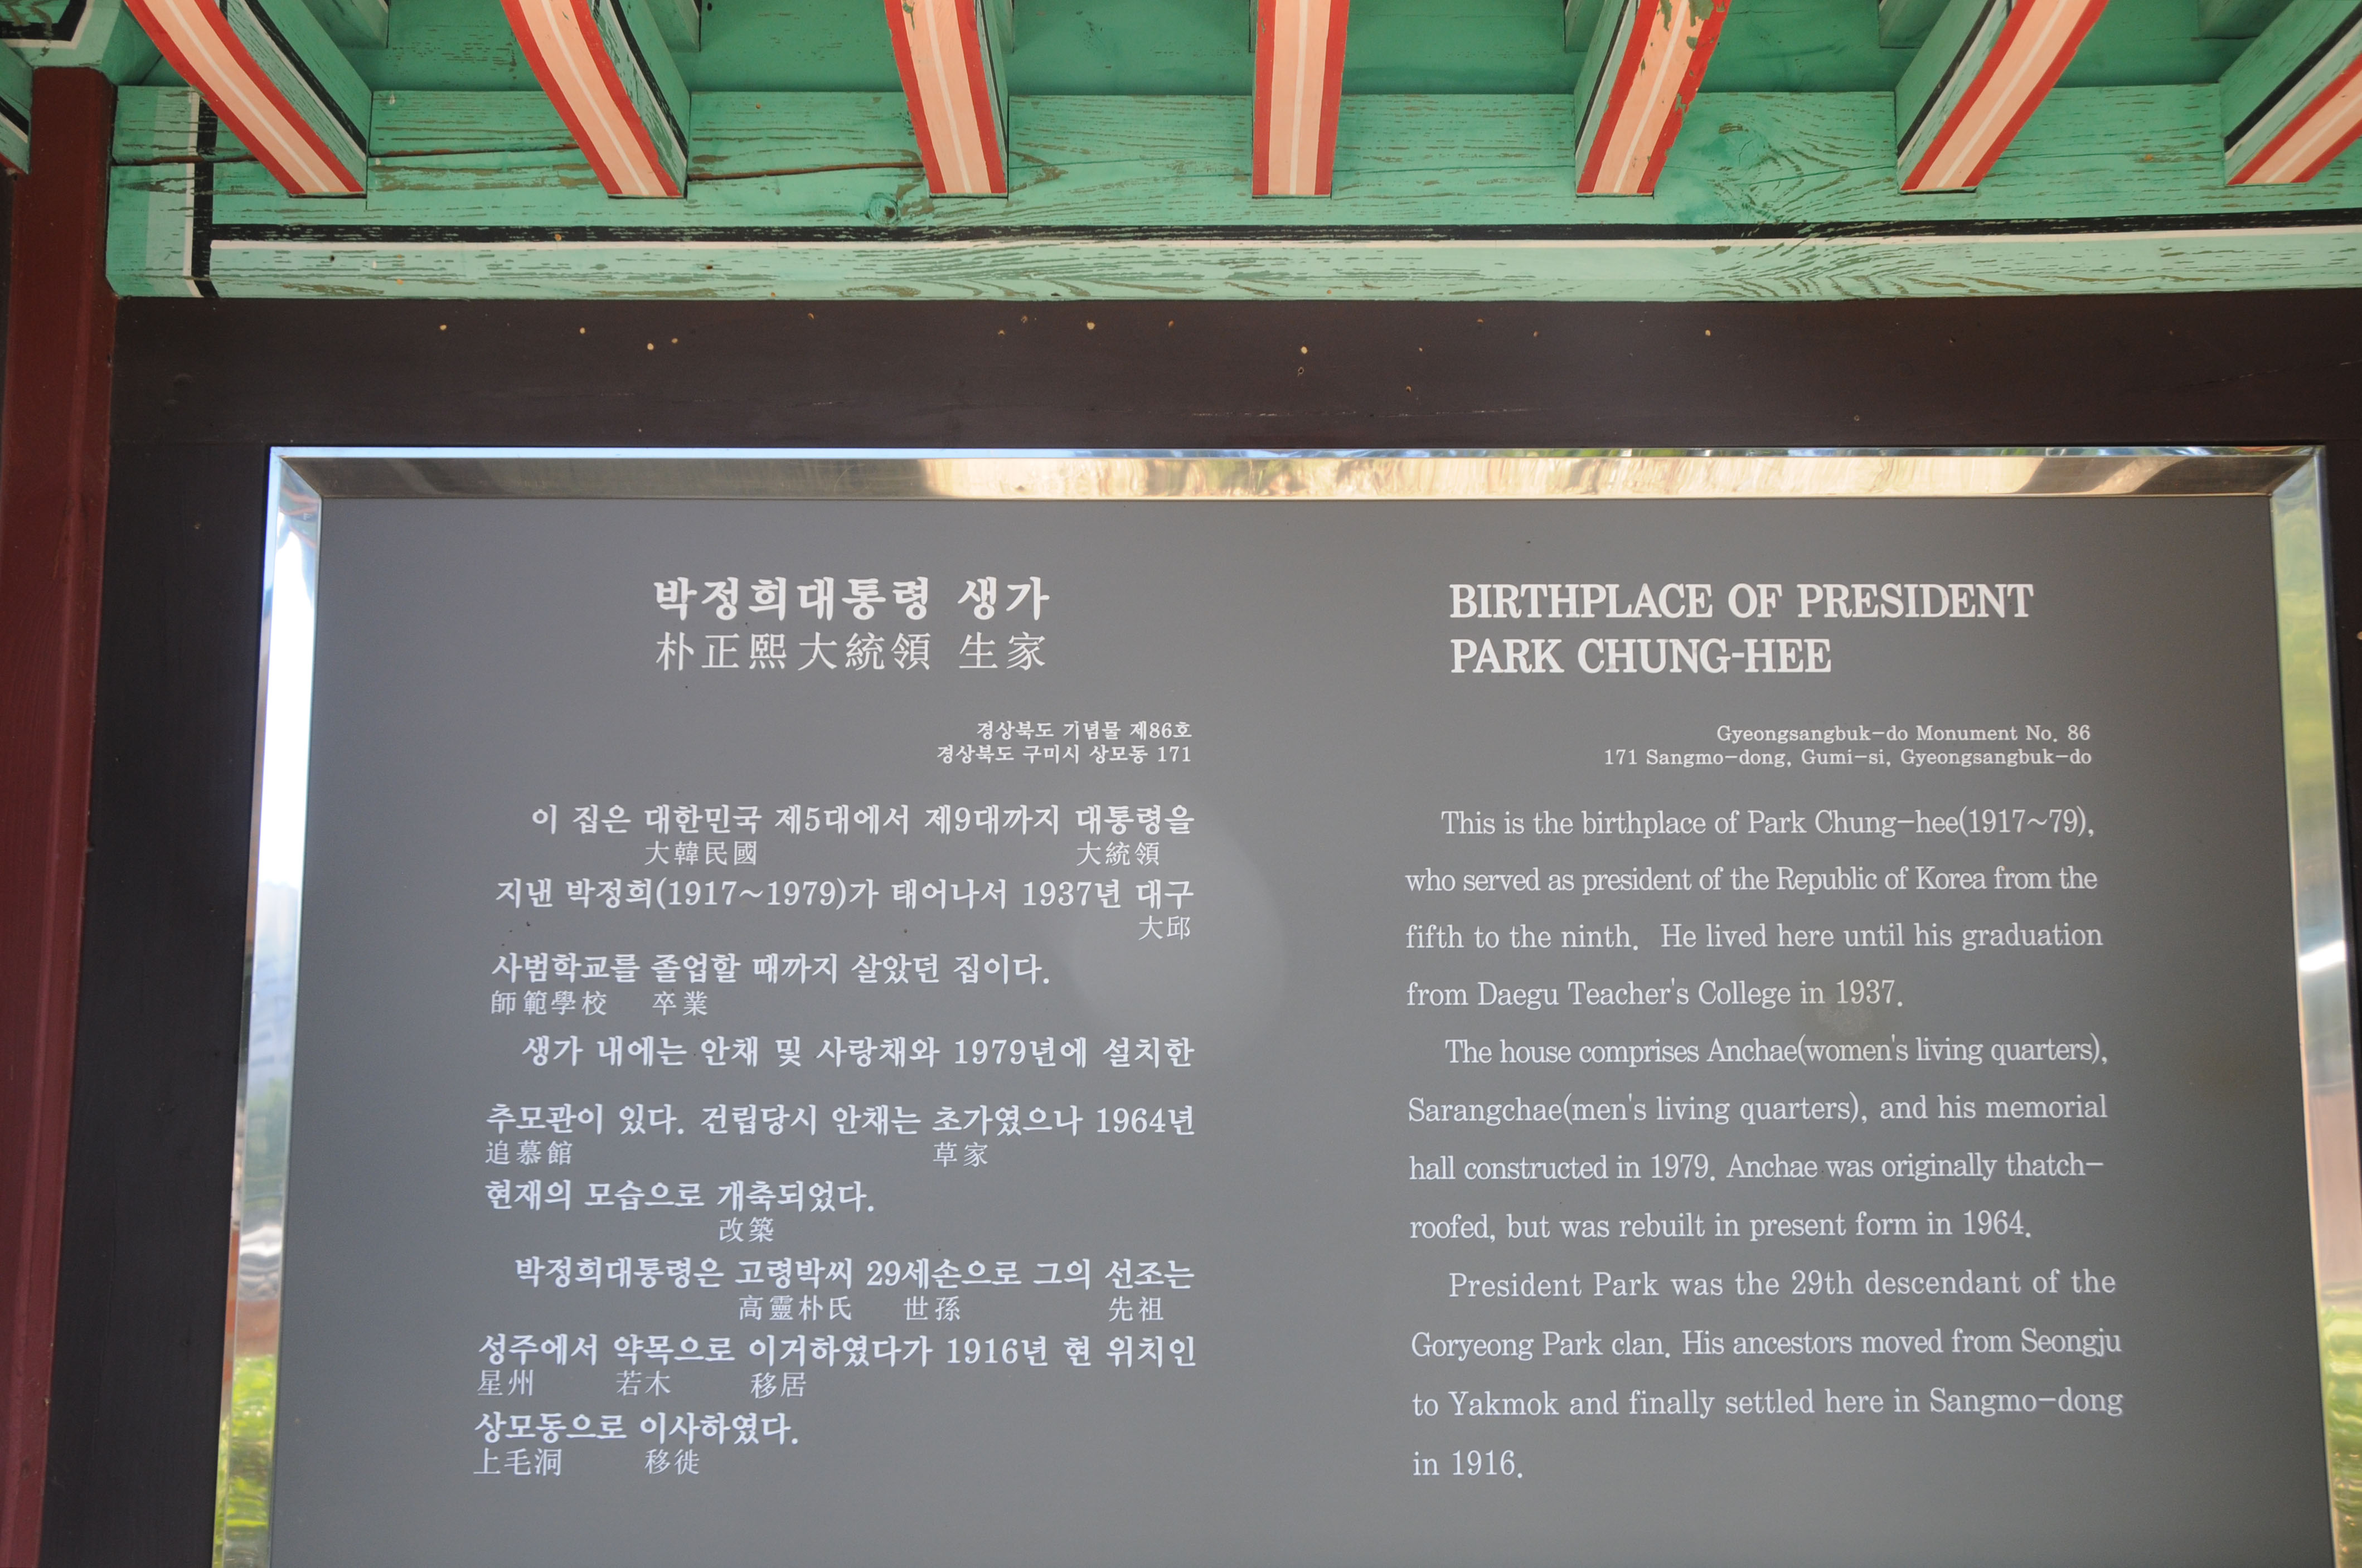 박정희대통령 생가
朴正熙大統領 生家
경상북도 기념물 제86호
경상북도 구미시 상모동 171
이 집은 대한민국 제5대에서 제9대까지 대통령을
大韓民國 大統領
지낸 박정희(1917~1979)가 태어나서 1937년 대구
大邱
사범학교를 졸업할 때까지 살았던 집이다.
師範學校 卒業
생가 내에는 안채 및 사랑채와 1979년에 설치한
추모관이 있다. 건립당시 안채는 초가였으나 1964년
追慕館 草家
현재의 모습으로 개축되었다.
改築
박정희대통령은 고령박씨 29세손으로 그의 선조는
高靈朴氏 世孫 先祖
성주에서 약목으로 이거하였다가 1916년 현 위치인
星州 若木 移居
상모동으로 이사하였다.
上毛洞 移徙
BIRTHPLACE OF PRESIDENT
PARK CHUNG-HEE
Gyeongsangbuk-do Monument No. 86
171 Sangmo-dong, Gumi-si, Gyeongsangbuk-do
This is the birthplace of Park Chung-hee(1917~79),
who served as president of the Republic of Korea from the
fifth to the ninth. He lived here until his graduation
from Daegu Teacher's College in 1937.
The house comprises Anchae(women's living quarters),
Sarangchae(men's living quarters), and his memorial
hall constructed in 1979. Anchae was originally thatch-
roofed, but was rebuilt in present form in 1964.
President Park was the 29th descendant of the
Goryeong Park clan. His ancestors moved from Seongju
to Yakmok and finally settled here in Sangmo-dong
in 1916.